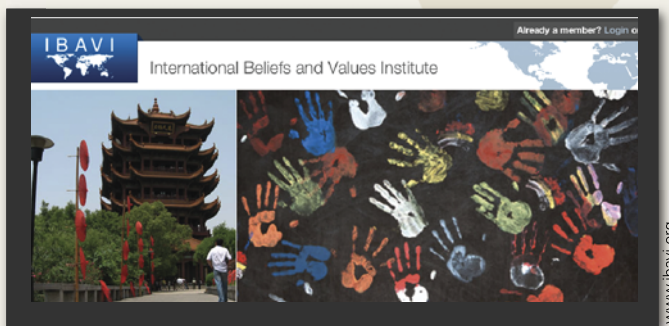 Already a member? Login o
IBAVI
International Beliefs and Values Institute
www.ibavi.org